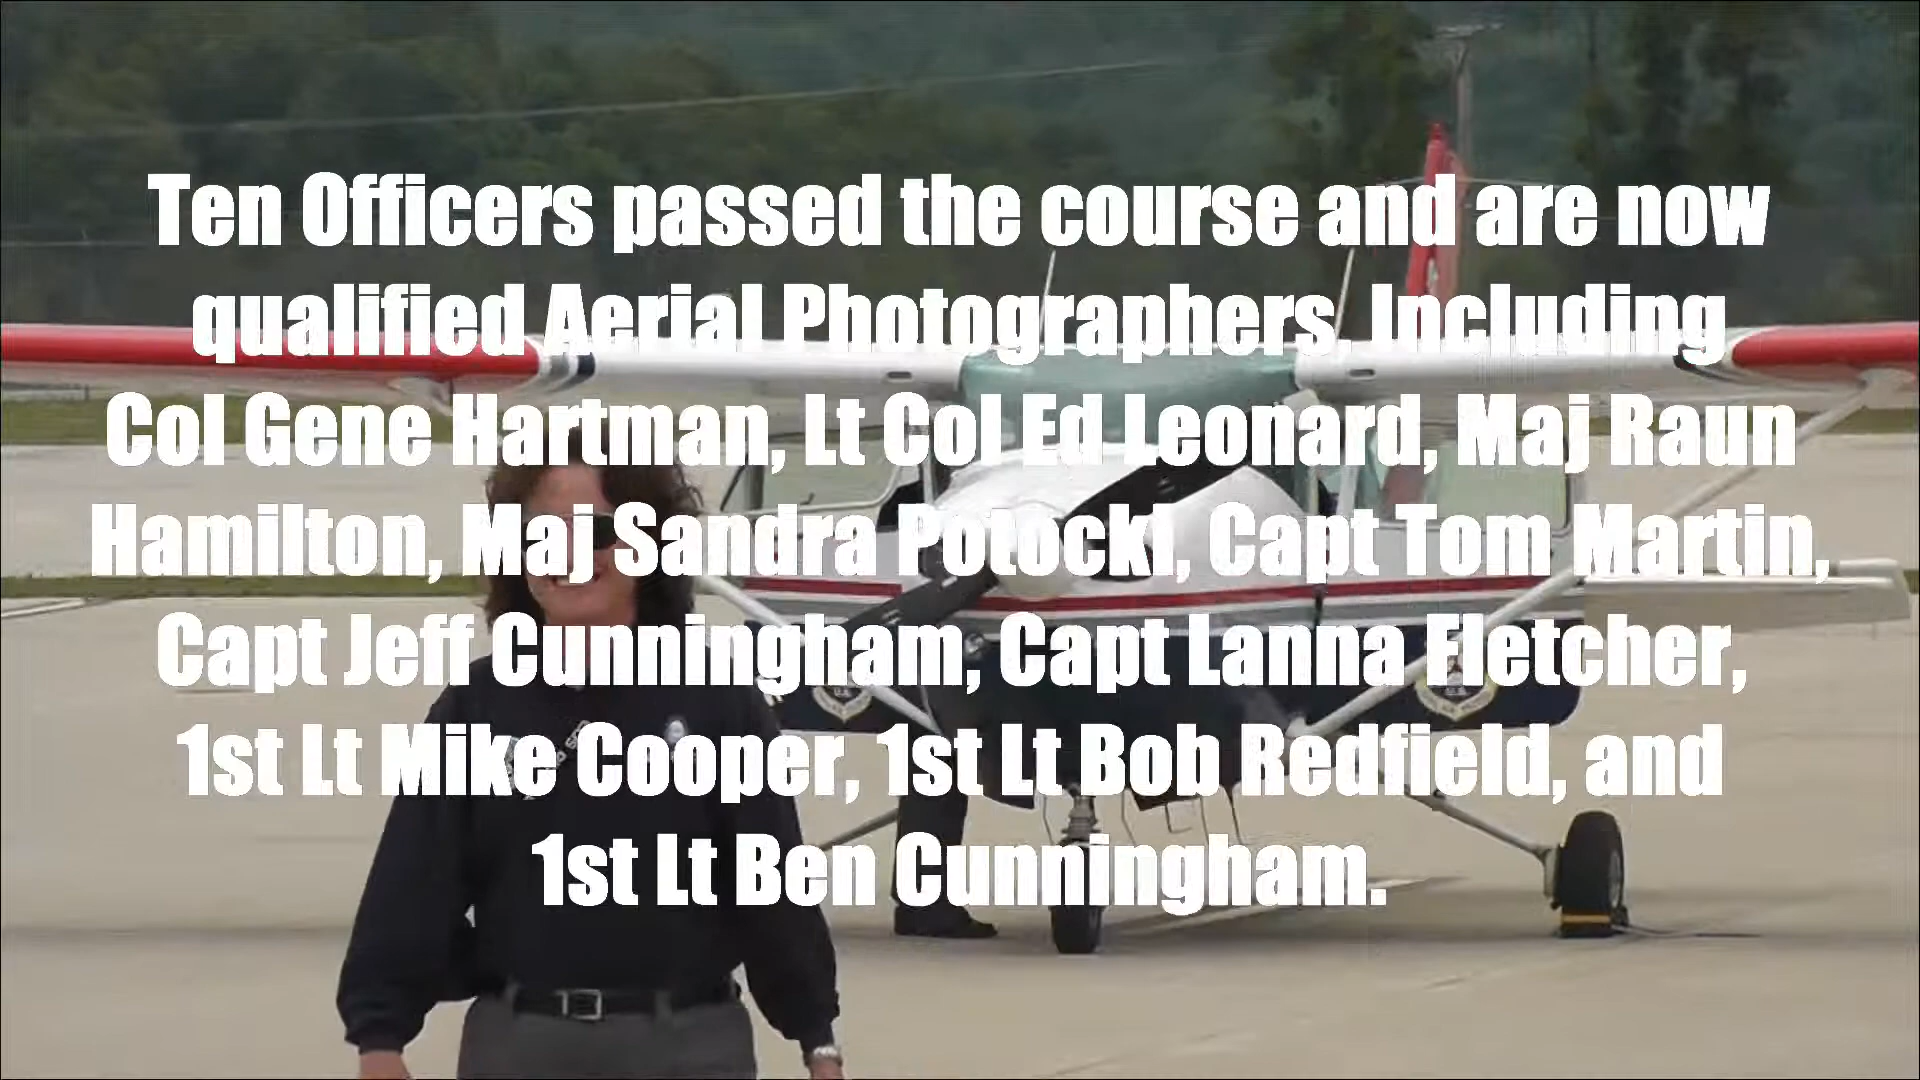 Ten Officers passed the course and are now
qualified Aerial Photographers, Including
Col Gene Hartman, Lt Col Ed Leonard, Maj Raun
Hamilton, Maj Sandra Potocki, Capt Tom Martin,
Capt Jeff Cunningham, Capt Lanna Fletcher,
1st Lt Mike Cooper, 1st Lt Bob Redfield, and
1st Lt Ben Cunningham.